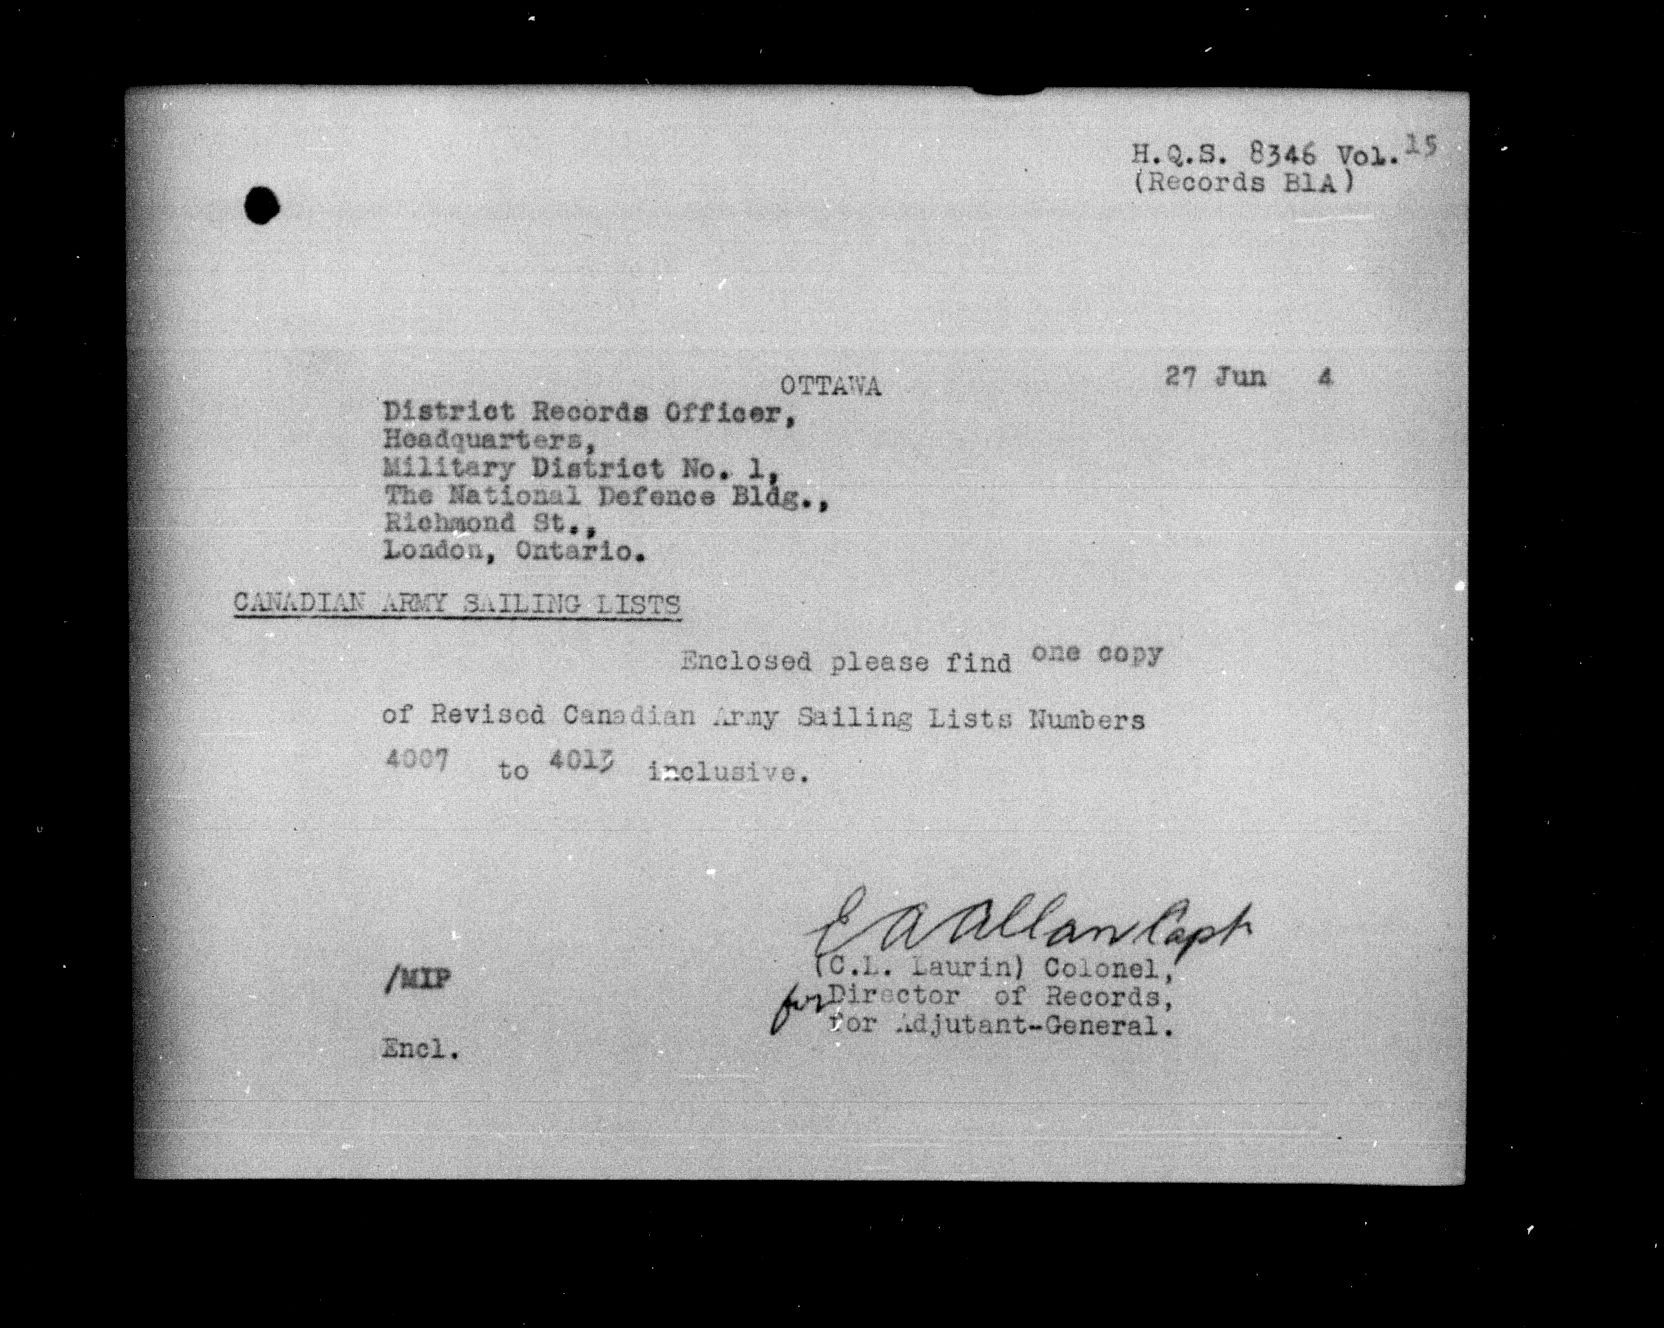 H.Q.S. 8346 Vol. 15
(Records B1A)
OTTAWA 27 Jun 4
District Records Officer,
Headquarters,
Military District No. 1,
The National Defence Bldg.,
Richmond St.,
London, Ontario.
CANADIAN ARMY SAILING LISTS
Enclosed please find one copy
of Revised Canadian Army Sailing Lists Numbers
4007 to 4013 inclusive.
E A Allan Capt
(C.L. Laurin) Colonel,
/MIP
for Director of Records,
for Adjutant-General.
Encl.